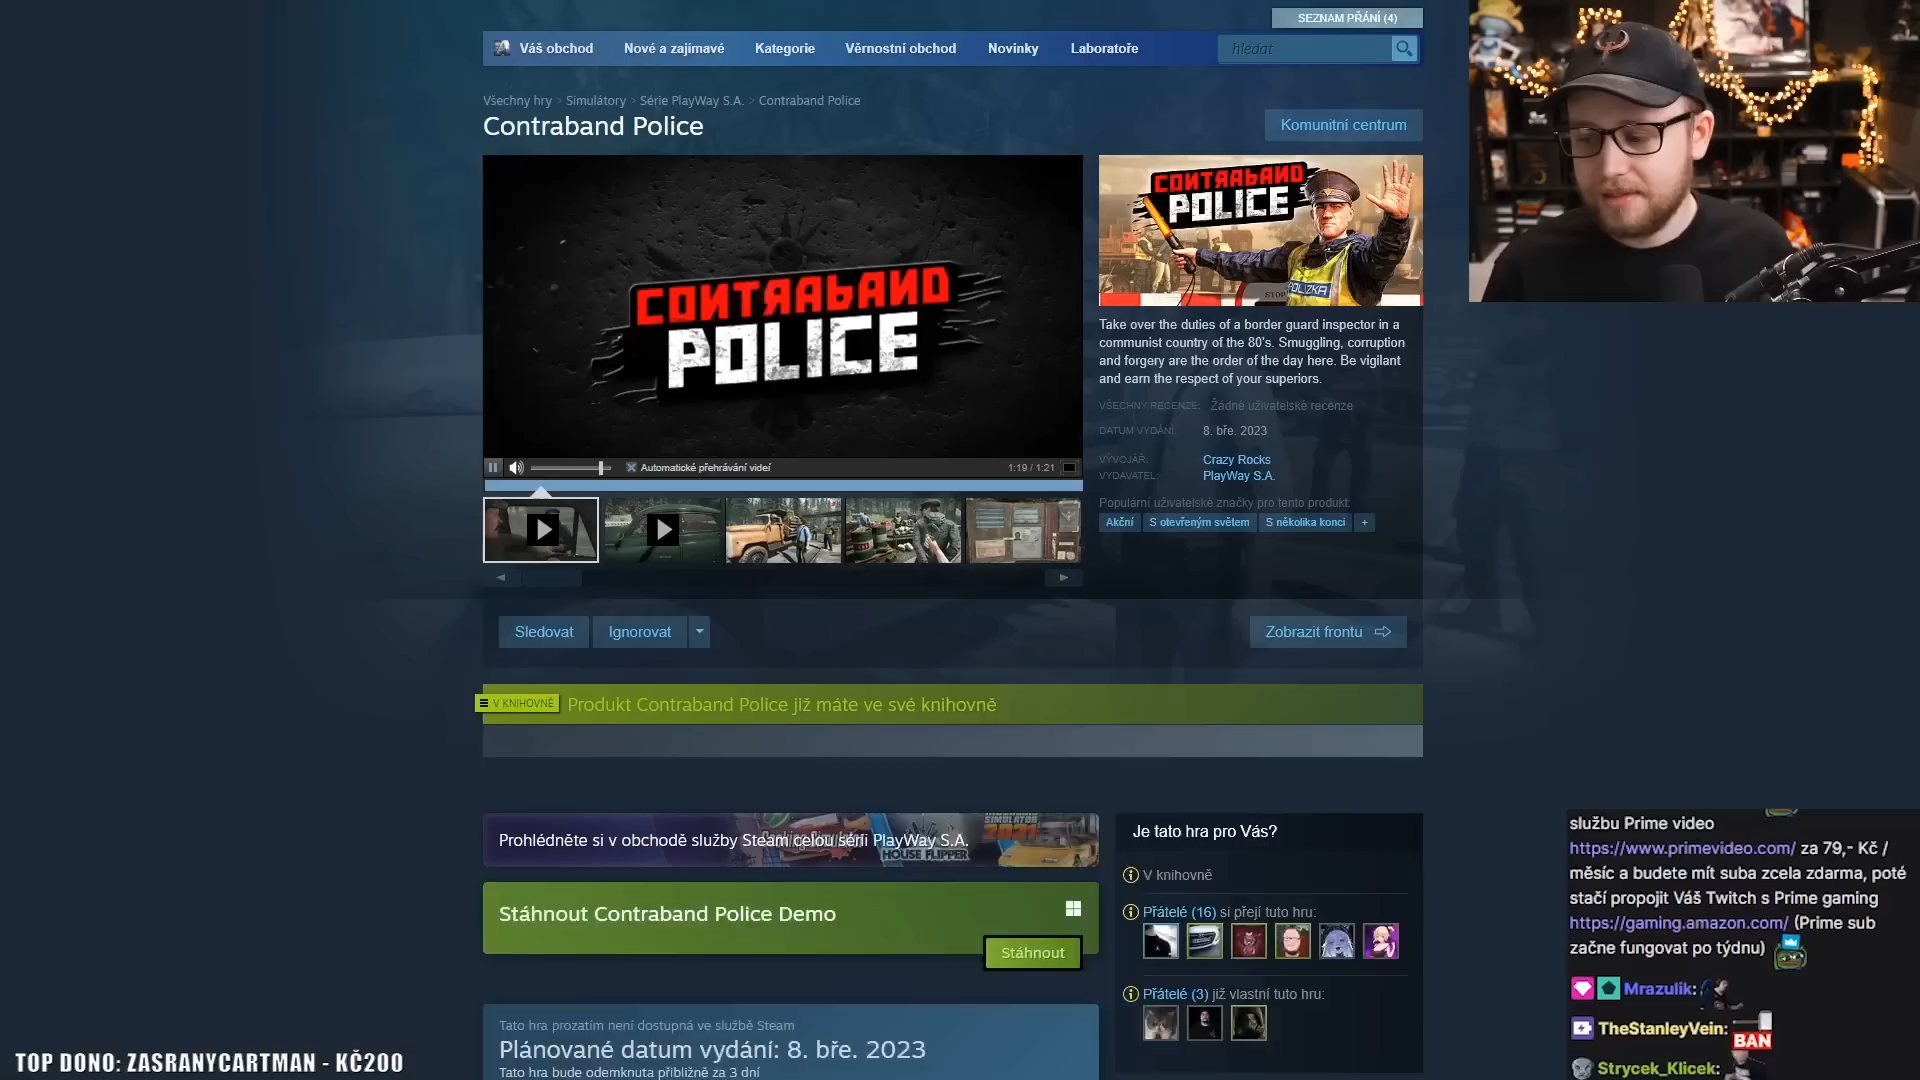 SEZNAM PŘÁNÍ (4)
Váš obchod Nové a zajímavé Kategorie Věrnostní obchod Novinky Laboratoře hledat
Všechny hry > Simulátory > Série PlayWay S.A. > Contraband Police
Contraband Police
Komunitní centrum
CONTRABAND
POLICE
Automatické přehrávání videí
1:19 / 1:21
CONTRABAND
POLICE
STOP
POLIZKA
Take over the duties of a border guard inspector in a
communist country of the 80's. Smuggling, corruption
and forgery are the order of the day here. Be vigilant
and earn the respect of your superiors.
VŠECHNY RECENZE: Žádné uživatelské recenze
DATUM VYDÁNÍ: 8. bře. 2023
VÝVOJÁŘ: Crazy Rocks
VYDAVATEL: PlayWay S.A.
Populární uživatelské značky pro tento produkt:
Akční S otevřeným světem S několika konci +
Sledovat Ignorovat Zobrazit frontu
V KNIHOVNĚ Produkt Contraband Police již máte ve své knihovně
Prohlédněte si v obchodě služby Steam celou sérii PlayWay S.A.
HOUSE FLIPPER
SIMULATOR
2021
Stáhnout Contraband Police Demo
Stáhnout
Tato hra prozatím není dostupná ve službě Steam
Plánované datum vydání: 8. bře. 2023
Tato hra bude odemknuta přibližně za 3 dní
Je tato hra pro Vás?
V knihovně
Přátelé (16) si přejí tuto hru:
Přátelé (3) již vlastní tuto hru:
službu Prime video
https://www.primevideo.com/ za 79,- Kč /
měsíc a budete mít suba zcela zdarma, poté
stačí propojit Váš Twitch s Prime gaming
https://gaming.amazon.com/ (Prime sub
začne fungovat po týdnu)
Mrazulik:
TheStanleyVein:
BAN
Strycek_Klicek:
TOP DONO: ZASRANYCARTMAN - KČ200